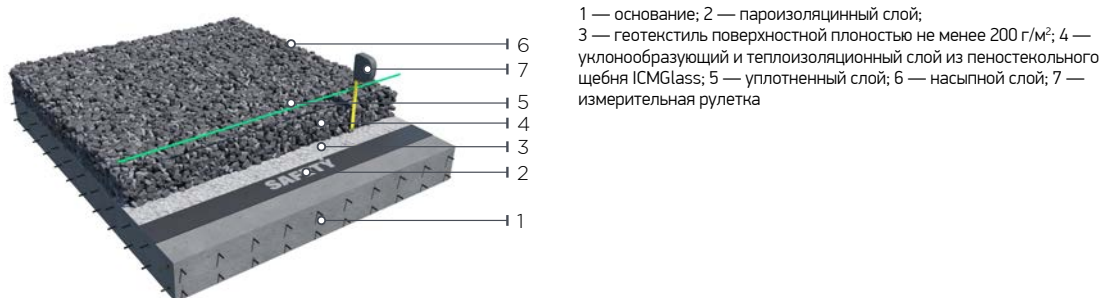 6
7
5
4
3
2
1
SAFETY
1 — основание; 2 — пароизоляцинный слой;
3 — геотекстиль поверхностной плоностью не менее 200 г/м²; 4 —
уклонообразующий и теплоизоляционный слой из пеностекольного
щебня ICMGlass; 5 — уплотненный слой; 6 — насыпной слой; 7 —
измерительная рулетка